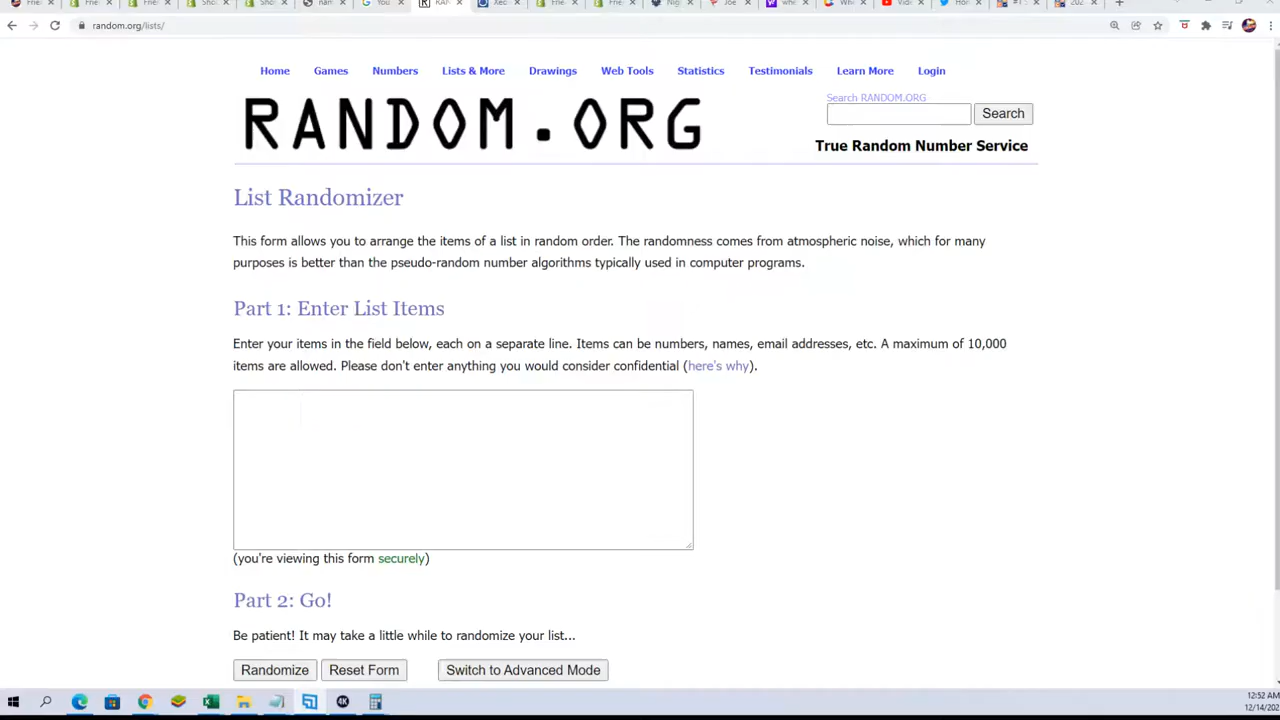 random.org/lists/
Home Games Numbers Lists & More Drawings Web Tools Statistics Testimonials Learn More Login
Search RANDOM.ORG
RANDOM.ORG
Search
True Random Number Service
List Randomizer
This form allows you to arrange the items of a list in random order. The randomness comes from atmospheric noise, which for many
purposes is better than the pseudo-random number algorithms typically used in computer programs.
Part 1: Enter List Items
Enter your items in the field below, each on a separate line. Items can be numbers, names, email addresses, etc. A maximum of 10,000
items are allowed. Please don't enter anything you would consider confidential (here's why).
(you're viewing this form securely)
Part 2: Go!
Be patient! It may take a little while to randomize your list...
Randomize Reset Form Switch to Advanced Mode
4K
12:52 AM
12/14/202